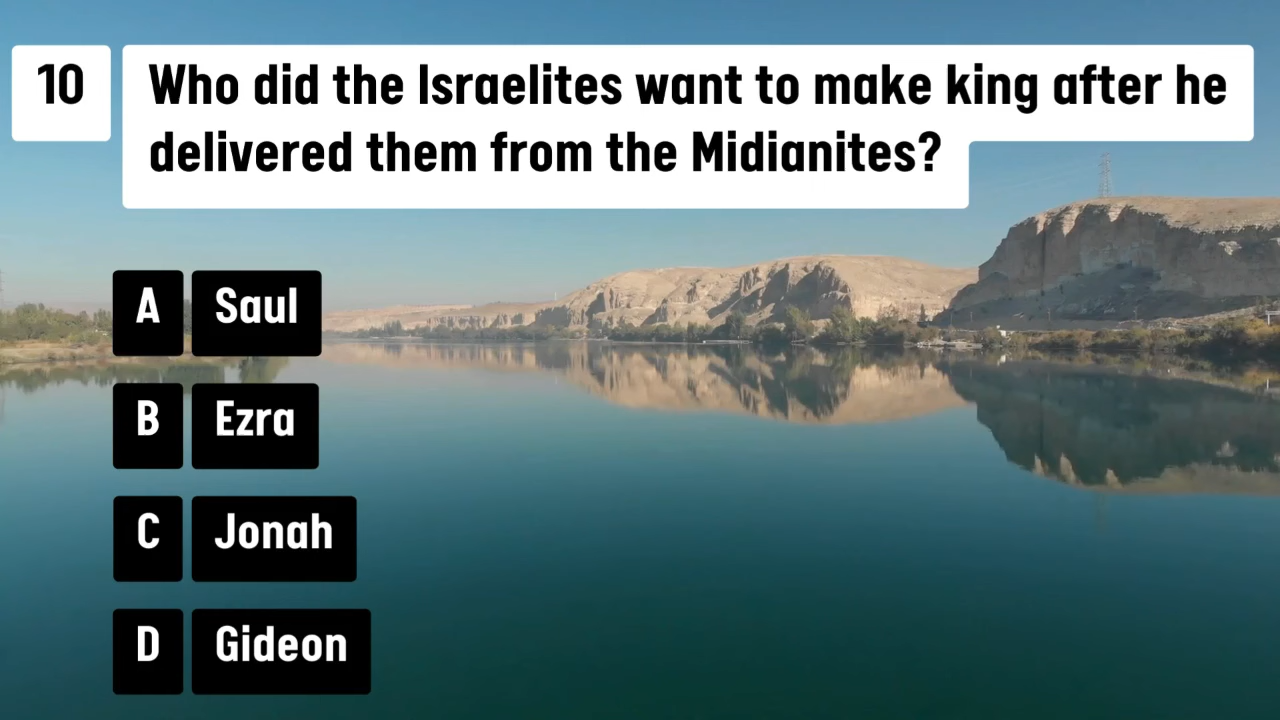 10 Who did the Israelites want to make king after he
delivered them from the Midianites?
A Saul
B Ezra
C Jonah
D Gideon